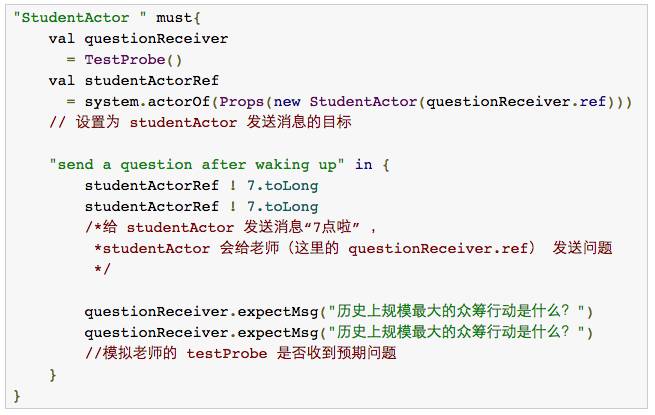 "StudentActor " must{
    val questionReceiver
      = TestProbe()
    val studentActorRef
      = system.actorOf(Props(new StudentActor(questionReceiver.ref)))
    // 设置为 studentActor 发送消息的目标

    "send a question after waking up" in {
        studentActorRef ! 7.toLong
        studentActorRef ! 7.toLong
        /*给 studentActor 发送消息“7点啦” ，
         *studentActor 会给老师（这里的 questionReceiver.ref） 发送问题
         */

        questionReceiver.expectMsg("历史上规模最大的众筹行动是什么？")
        questionReceiver.expectMsg("历史上规模最大的众筹行动是什么？")
        //模拟老师的 testProbe 是否收到预期问题
    }
}